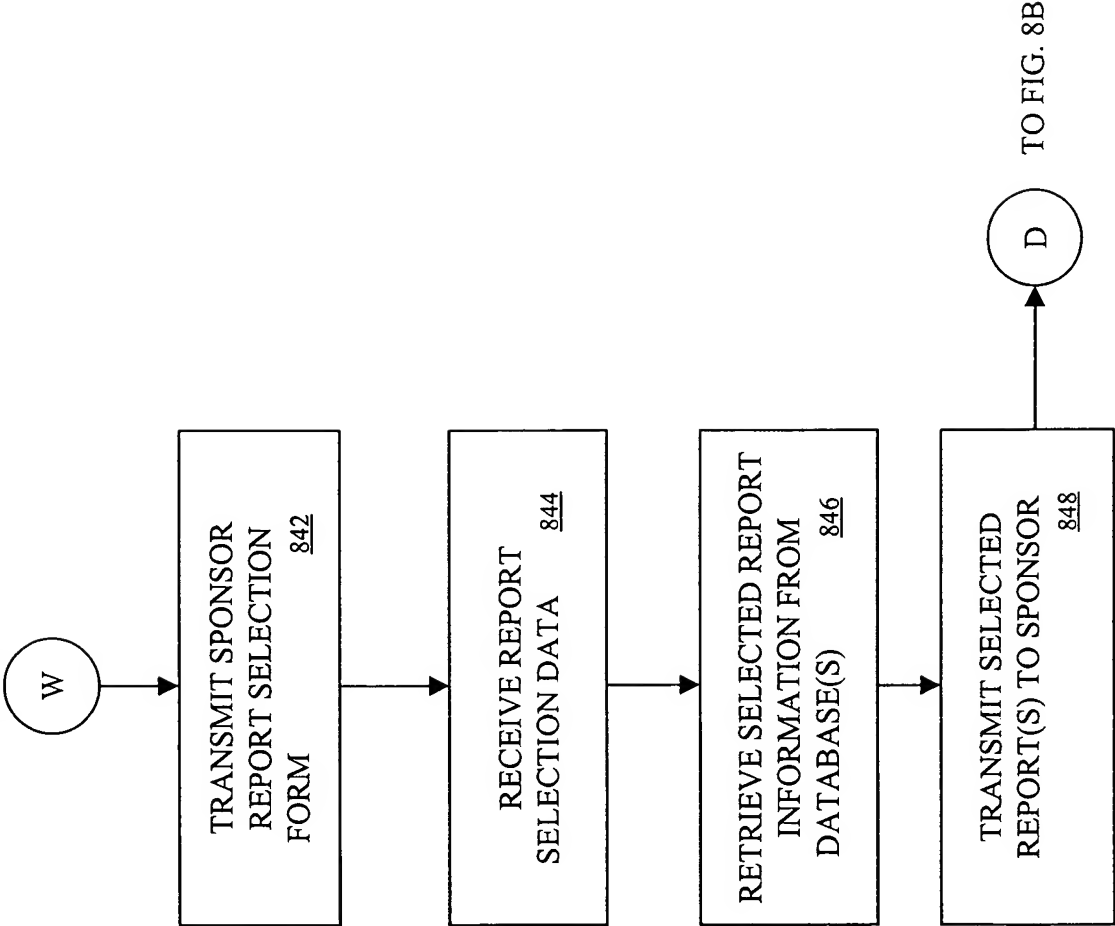 W
TRANSMIT SPONSOR
REPORT SELECTION
FORM 842
RECEIVE REPORT
SELECTION DATA 844
RETRIEVE SELECTED REPORT
INFORMATION FROM
DATABASE(S) 846
TRANSMIT SELECTED
REPORT(S) TO SPONSOR
848
D TO FIG. 8B